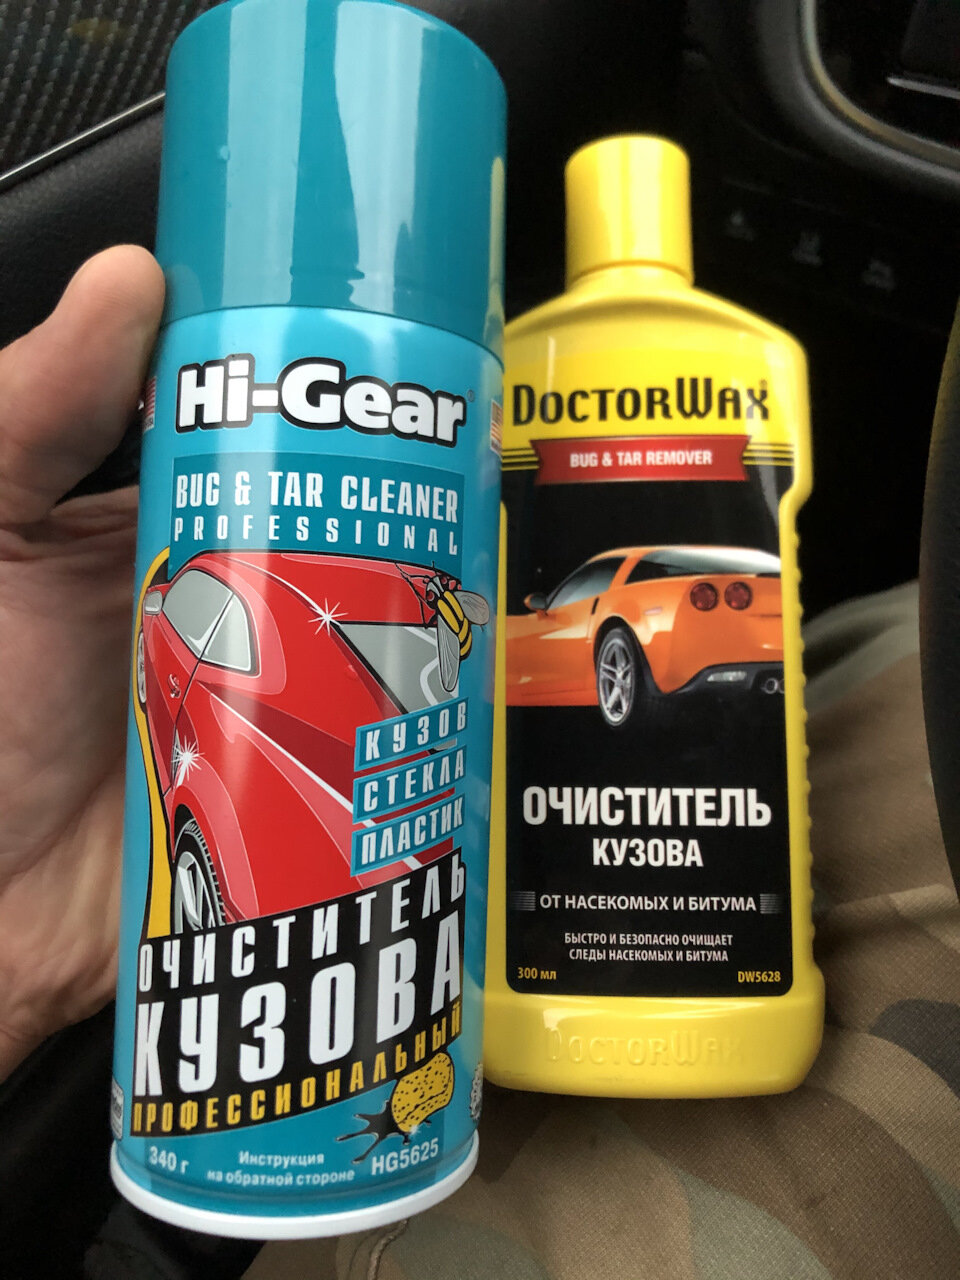 Hi-Gear
BUG & TAR CLEANER
PROFESSIONAL
КУЗОВ
СТЕКЛА
ПЛАСТИК
ОЧИСТИТЕЛЬ
КУЗОВА
ПРОФЕССИОНАЛЬНЫЙ
340 г
Инструкция
на обратной стороне
HG5625
DOCTORWAX®
BUG & TAR REMOVER
ОЧИСТИТЕЛЬ
КУЗОВА
ОТ НАСЕКОМЫХ И БИТУМА
БЫСТРО И БЕЗОПАСНО ОЧИЩАЕТ
СЛЕДЫ НАСЕКОМЫХ И БИТУМА
300 мл
DW5628
DOCTORWAX